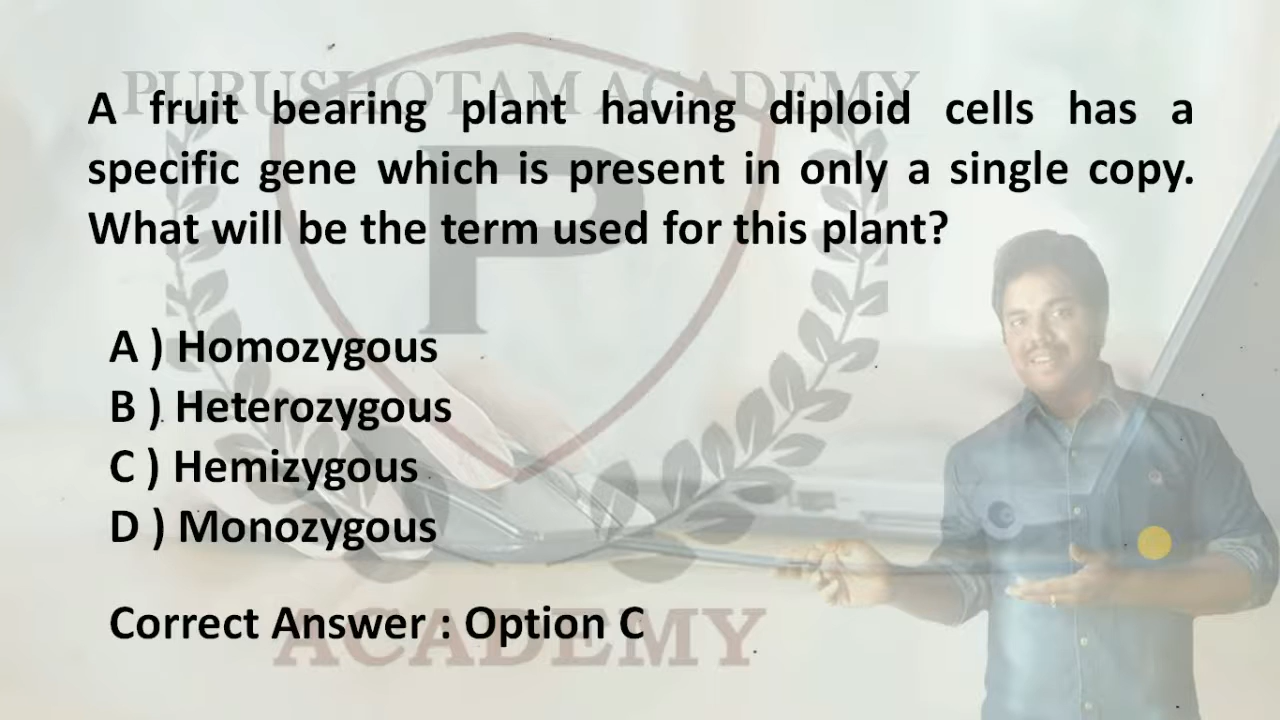 PURUSHOTAM ACADEMY
A fruit bearing plant having diploid cells has a
specific gene which is present in only a single copy.
What will be the term used for this plant?
P
A ) Homozygous
B ) Heterozygous
C ) Hemizygous
D ) Monozygous
Correct Answer : Option C
ACADEMY